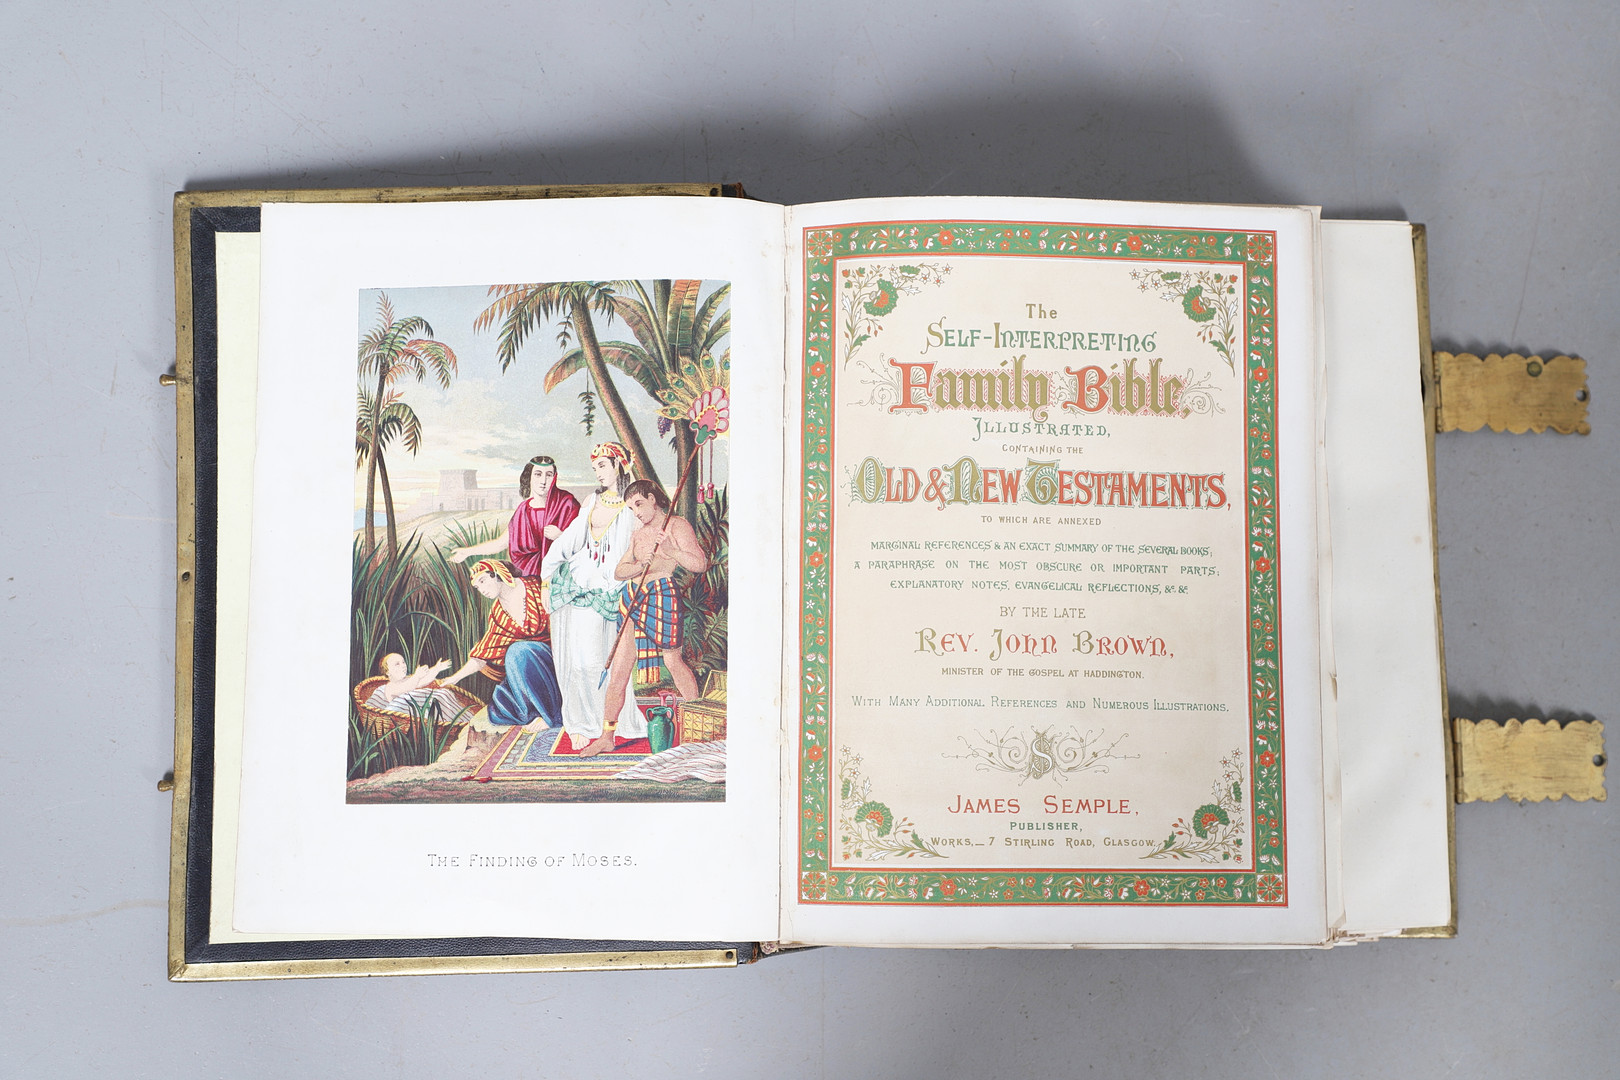 THE FINDING OF MOSES.
The
SELF-INTERPRETING
Family Bible,
ILLUSTRATED,
CONTAINING THE
OLD & NEW TESTAMENTS,
TO WHICH ARE ANNEXED
MARGINAL REFERENCES & AN EXACT SUMMARY OF THE SEVERAL BOOKS;
A PARAPHRASE ON THE MOST OBSCURE OR IMPORTANT PARTS;
EXPLANATORY NOTES, EVANGELICAL REFLECTIONS, &c. &c.
BY THE LATE
REV. JOHN BROWN,
MINISTER OF THE GOSPEL AT HADDINGTON.
WITH MANY ADDITIONAL REFERENCES AND NUMEROUS ILLUSTRATIONS.
S
JAMES SEMPLE,
PUBLISHER,
WORKS,_ 7 STIRLING ROAD, GLASGOW.